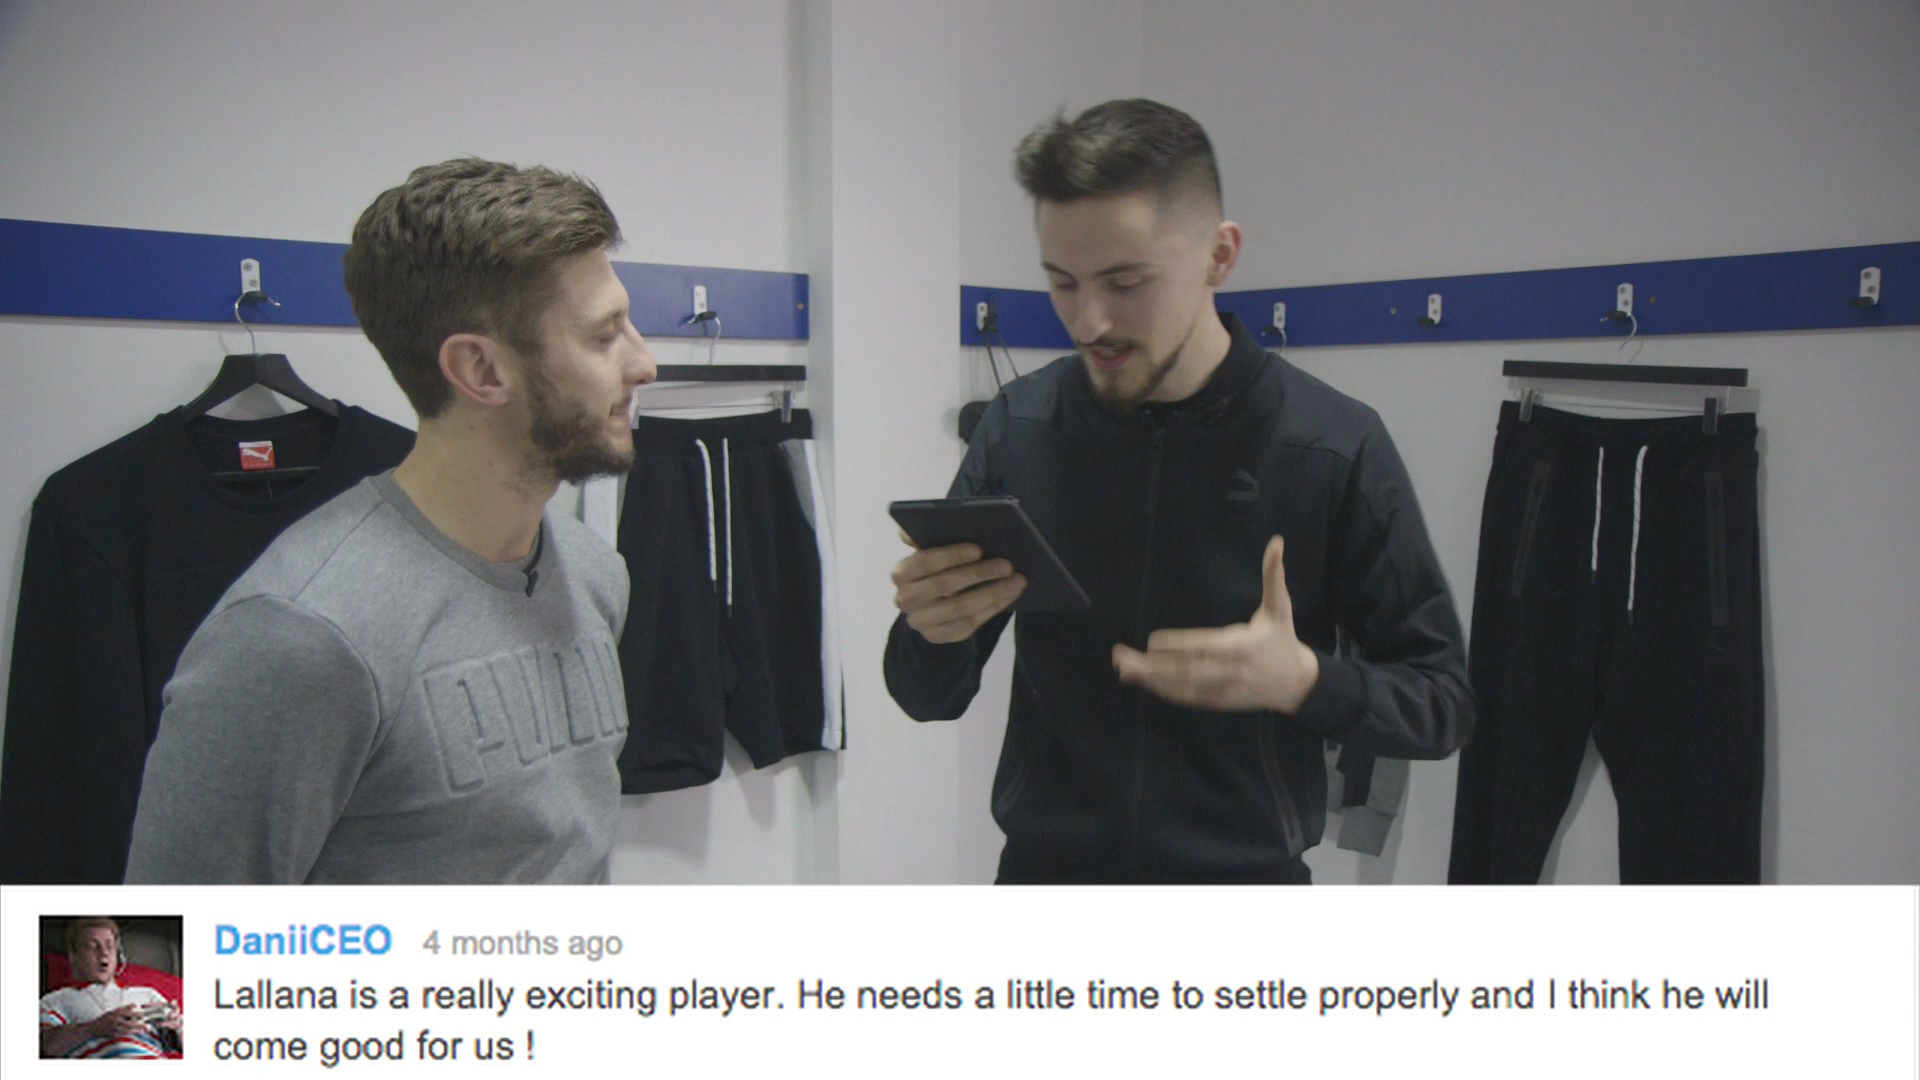 PUMA
DaniiCEO 4 months ago
Lallana is a really exciting player. He needs a little time to settle properly and I think he will
come good for us !